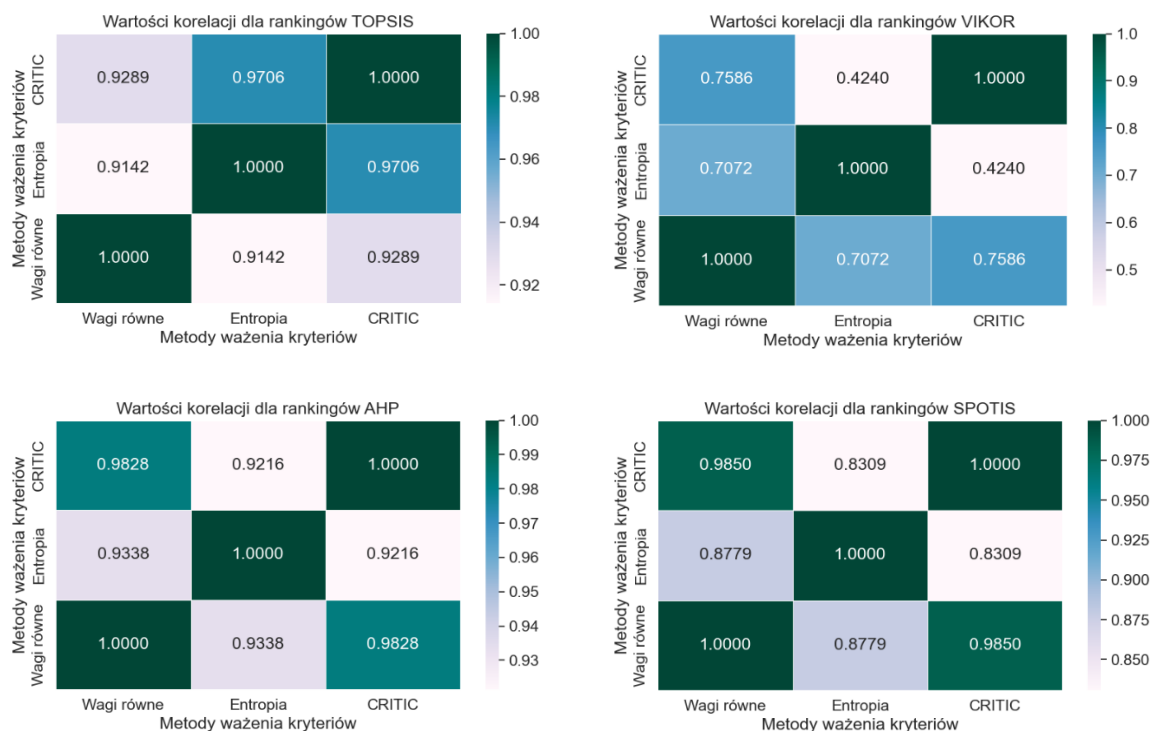 Wartości korelacji dla rankingów TOPSIS
Metody ważenia kryteriów
CRITIC
Entropia
Wagi równe
0.9289 0.9706 1.0000
0.9142 1.0000 0.9706
1.0000 0.9142 0.9289
Wagi równe Entropia CRITIC
Metody ważenia kryteriów
1.00
0.98
0.96
0.94
0.92
Wartości korelacji dla rankingów VIKOR
Metody ważenia kryteriów
CRITIC
Entropia
Wagi równe
0.7586 0.4240 1.0000
0.7072 1.0000 0.4240
1.0000 0.7072 0.7586
Wagi równe Entropia CRITIC
Metody ważenia kryteriów
1.0
0.9
0.8
0.7
0.6
0.5
Wartości korelacji dla rankingów AHP
Metody ważenia kryteriów
CRITIC
Entropia
Wagi równe
0.9828 0.9216 1.0000
0.9338 1.0000 0.9216
1.0000 0.9338 0.9828
Wagi równe Entropia CRITIC
Metody ważenia kryteriów
1.00
0.99
0.98
0.97
0.96
0.95
0.94
0.93
Wartości korelacji dla rankingów SPOTIS
Metody ważenia kryteriów
CRITIC
Entropia
Wagi równe
0.9850 0.8309 1.0000
0.8779 1.0000 0.8309
1.0000 0.8779 0.9850
Wagi równe Entropia CRITIC
Metody ważenia kryteriów
1.000
0.975
0.950
0.925
0.900
0.875
0.850